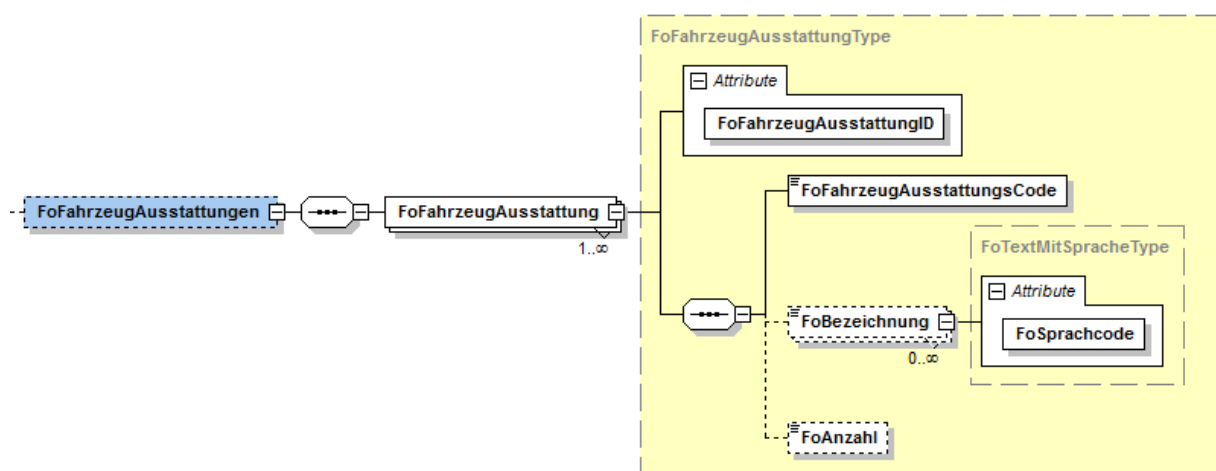 FoFahrzeugAusstattungType
Attribute
FoFahrzeugAusstattungID
FoFahrzeugAusstattungsCode
FoFahrzeugAusstattungen
FoFahrzeugAusstattung
1..∞
FoTextMitSpracheType
Attribute
FoBezeichnung
FoSprachcode
0..∞
FoAnzahl